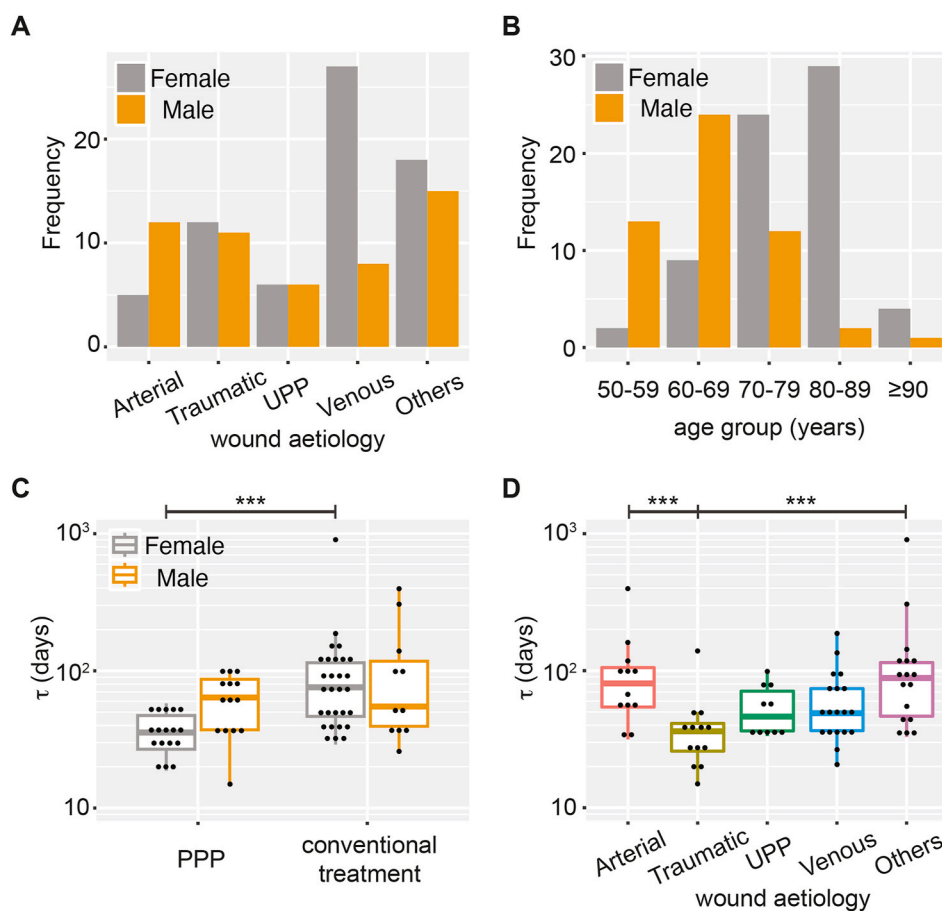 A
Female
Male
Frequency
20
10
0
Arterial
Traumatic
UPP
Venous
Others
wound aetiology
B
Female
Male
Frequency
30
20
10
0
50-59 60-69 70-79 80-89 ≥90
age group (years)
C
***
Female
Male
τ (days)
10³
10²
10
PPP
conventional
treatment
D
*** ***
τ (days)
10³
10²
10
Arterial
Traumatic
UPP
Venous
Others
wound aetiology